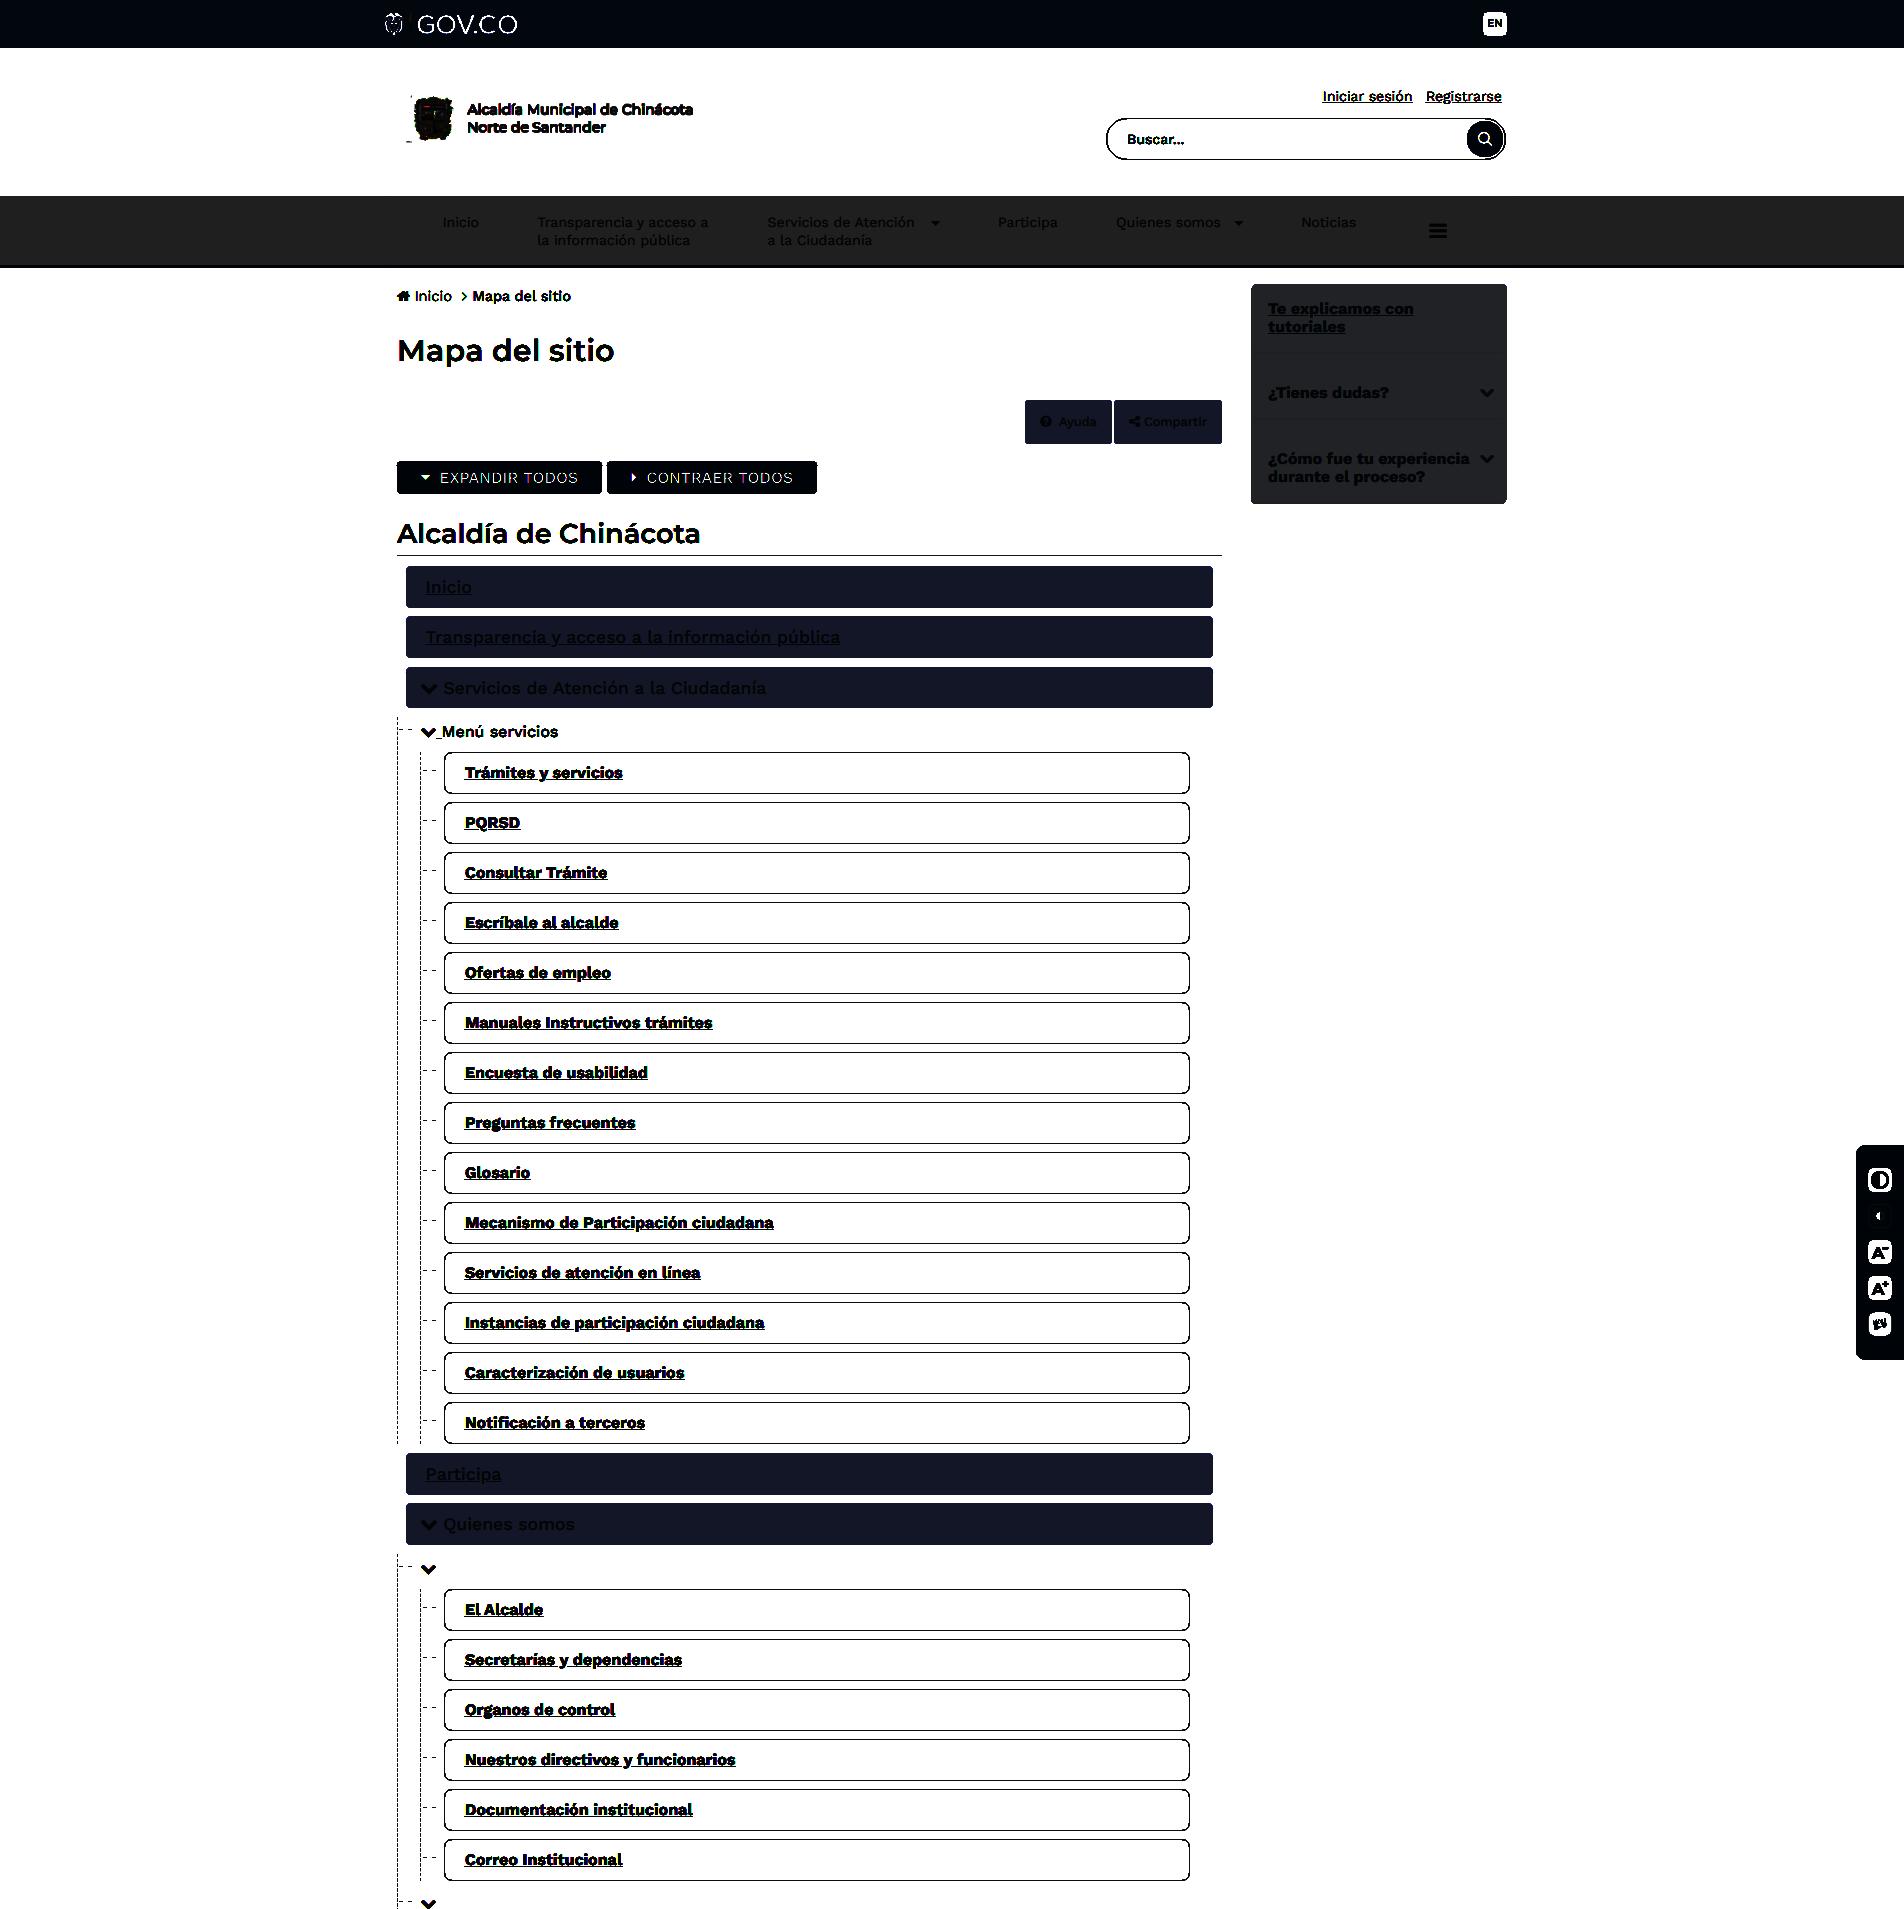 GOV.CO
EN
Alcaldía Municipal de Chinácota
Norte de Santander
Iniciar sesión Registrarse
Buscar...
Inicio
Transparencia y acceso a
la información pública
Servicios de Atención
a la Ciudadanía
Participa
Quienes somos
Noticias
Inicio Mapa del sitio
Mapa del sitio
Ayuda
Compartir
EXPANDIR TODOS
CONTRAER TODOS
Te explicamos con
tutoriales
¿Tienes dudas?
¿Cómo fue tu experiencia
durante el proceso?
Alcaldía de Chinácota
Inicio
Transparencia y acceso a la información pública
Servicios de Atención a la Ciudadanía
Menú servicios
Trámites y servicios
PQRSD
Consultar Trámite
Escríbale al alcalde
Ofertas de empleo
Manuales Instructivos trámites
Encuesta de usabilidad
Preguntas frecuentes
Glosario
Mecanismo de Participación ciudadana
Servicios de atención en línea
Instancias de participación ciudadana
Caracterización de usuarios
Notificación a terceros
Participa
Quienes somos
El Alcalde
Secretarías y dependencias
Organos de control
Nuestros directivos y funcionarios
Documentación institucional
Correo Institucional
A-
A+